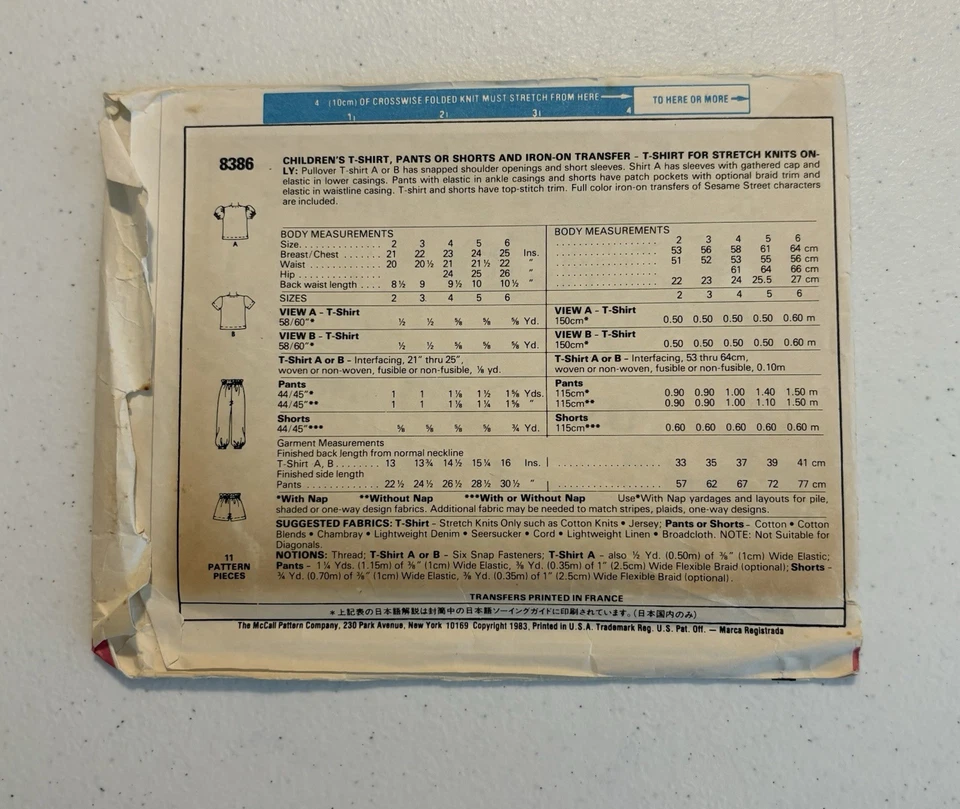 4 (10cm) OF CROSSWISE FOLDED KNIT MUST STRETCH FROM HERE TO HERE OR MORE
1 2 3 4
8386
CHILDREN'S T-SHIRT, PANTS OR SHORTS AND IRON-ON TRANSFER – T-SHIRT FOR STRETCH KNITS ON-
LY: Pullover T-shirt A or B has snapped shoulder openings and short sleeves. Shirt A has sleeves with gathered cap and
elastic in lower casings. Pants with elastic in ankle casings and shorts have patch pockets with optional braid trim and
elastic in waistline casing. T-shirt and shorts have top-stitch trim. Full color iron-on transfers of Sesame Street characters
are included.
A
B
11
PATTERN
PIECES
BODY MEASUREMENTS BODY MEASUREMENTS
Size. . . . . . . . . . . . . . . 2 3 4 5 6 . . . . . . . . . . . . . . . . . . 2 3 4 5 6
Breast/Chest . . . . . . . 21 22 23 24 25 Ins. . . . . . . . . . . . . . . . . . . 53 56 58 61 64 cm
Waist . . . . . . . . . . . . . 20 20 ½ 21 21 ½ 22 " . . . . . . . . . . . . . . . . . . 51 52 53 55 56 cm
Hip . . . . . . . . . . . . . . . 24 25 26 " . . . . . . . . . . . . . . . . . . 61 64 66 cm
Back waist length . . . . 8 ½ 9 9 ½ 10 10 ½ " . . . . . . . . . . . . . . . . . . 22 23 24 25.5 27 cm
SIZES 2 3 4 5 6 2 3 4 5 6
VIEW A - T-Shirt VIEW A - T-Shirt
58/60"* ½ ½ ⅝ ⅝ ⅝ Yd. 150cm* 0.50 0.50 0.50 0.50 0.60 m
VIEW B - T-Shirt VIEW B - T-Shirt
58/60"* ½ ½ ⅝ ⅝ ⅝ Yd. 150cm* 0.50 0.50 0.50 0.50 0.60 m
T-Shirt A or B – Interfacing, 21" thru 25", T-Shirt A or B – Interfacing, 53 thru 64cm,
woven or non-woven, fusible or non-fusible, ⅛ yd. woven or non-woven, fusible or non-fusible, 0.10m
Pants Pants
44/45"* 1 1 1⅛ 1½ 1⅝ Yds. 115cm* 0.90 0.90 1.00 1.40 1.50 m
44/45"** 1 1 1⅛ 1¼ 1⅝ " 115cm** 0.90 0.90 1.00 1.10 1.50 m
Shorts Shorts
44/45"*** ⅝ ⅝ ⅝ ⅝ ¾ Yd. 115cm*** 0.60 0.60 0.60 0.60 0.60 m
Garment Measurements
Finished back length from normal neckline
T-Shirt A, B . . . . . . . . 13 13¾ 14 ½ 15 ¼ 16 Ins. . . . . . . . . . . . . . . . . . . 33 35 37 39 41 cm
Finished side length
Pants . . . . . . . . . . . . . 22 ½ 24 ½ 26 ½ 28 ½ 30 ½ " . . . . . . . . . . . . . . . . . . 57 62 67 72 77 cm
*With Nap **Without Nap ***With or Without Nap Use*With Nap yardages and layouts for pile,
shaded or one-way design fabrics. Additional fabric may be needed to match stripes, plaids, one-way designs.
SUGGESTED FABRICS: T-Shirt – Stretch Knits Only such as Cotton Knits • Jersey; Pants or Shorts – Cotton • Cotton
Blends • Chambray • Lightweight Denim • Seersucker • Cord • Lightweight Linen • Broadcloth. NOTE: Not Suitable for
Diagonals.
NOTIONS: Thread; T-Shirt A or B – Six Snap Fasteners; T-Shirt A – also ½ Yd. (0.50m) of ⅜" (1cm) Wide Elastic;
Pants – 1 ¼ Yds. (1.15m) of ⅜" (1cm) Wide Elastic, ⅜ Yd. (0.35m) of 1" (2.5cm) Wide Flexible Braid (optional); Shorts –
¾ Yd. (0.70m) of ⅜" (1cm) Wide Elastic, ⅜ Yd. (0.35m) of 1" (2.5cm) Wide Flexible Braid (optional).
TRANSFERS PRINTED IN FRANCE
*上記表の日本語解説は封筒中の日本語ソーイングガイドに印刷されています。(日本国内のみ)
The McCall Pattern Company, 230 Park Avenue, New York 10169 Copyright 1983, Printed in U.S.A. Trademark Reg. U.S. Pat. Off. — Marca Registrada